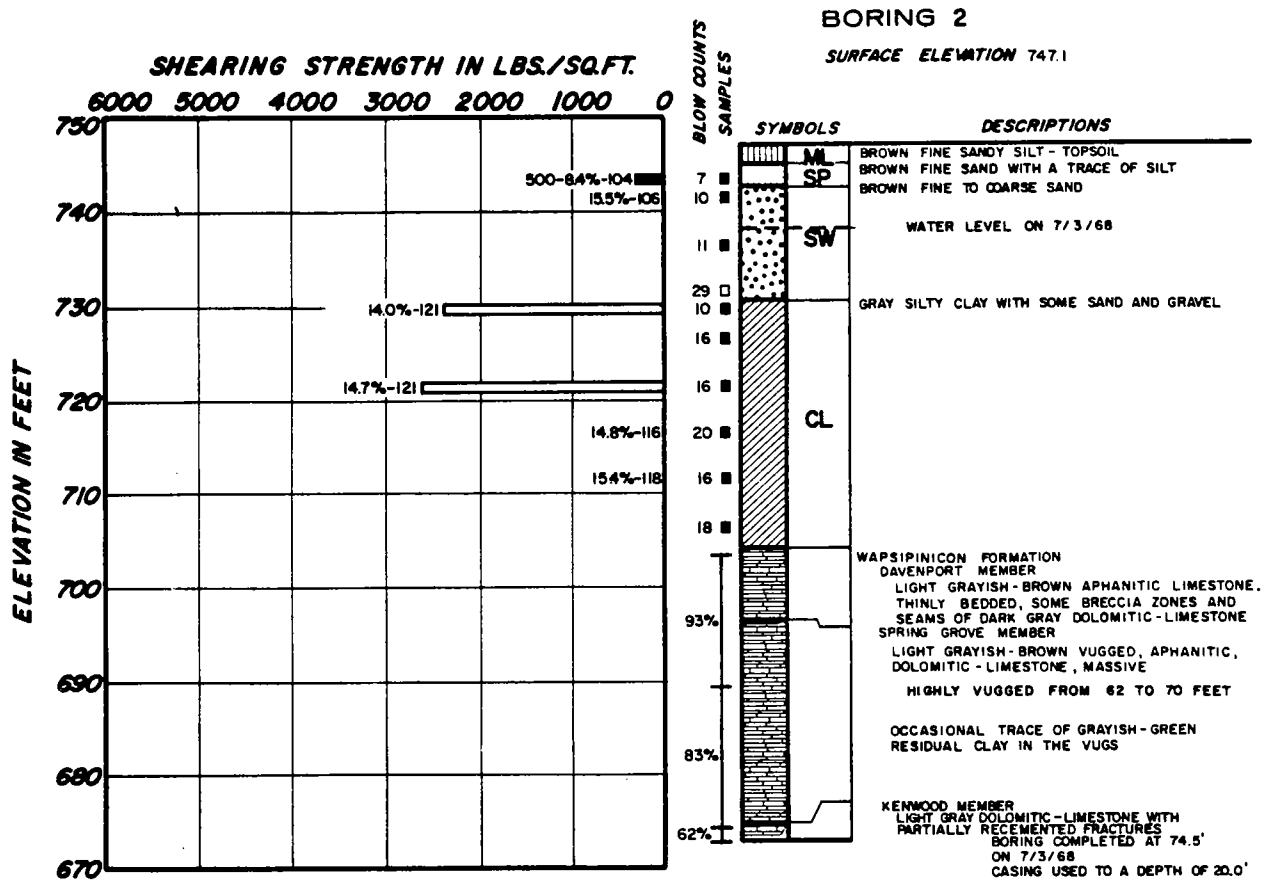 BORING 2
SURFACE ELEVATION 747.1
SHEARING STRENGTH IN LBS./SQ.FT.
6000 5000 4000 3000 2000 1000 0
BLOW COUNTS
SAMPLES
SYMBOLS
DESCRIPTIONS
ELEVATION IN FEET
750
740
730
720
710
700
690
680
670
500-8.4%-104
15.5%-106
14.0%-121
14.7%-121
14.8%-116
15.4%-118
7
10
11
29
10
16
16
20
16
18
93%
83%
62%
ML
SP
SW
CL
BROWN FINE SANDY SILT - TOPSOIL
BROWN FINE SAND WITH A TRACE OF SILT
BROWN FINE TO COARSE SAND
WATER LEVEL ON 7/3/68
GRAY SILTY CLAY WITH SOME SAND AND GRAVEL
WAPSIPINICON FORMATION
DAVENPORT MEMBER
LIGHT GRAYISH-BROWN APHANITIC LIMESTONE,
THINLY BEDDED, SOME BRECCIA ZONES AND
SEAMS OF DARK GRAY DOLOMITIC-LIMESTONE
SPRING GROVE MEMBER
LIGHT GRAYISH-BROWN VUGGED, APHANITIC,
DOLOMITIC-LIMESTONE, MASSIVE
HIGHLY VUGGED FROM 62 TO 70 FEET
OCCASIONAL TRACE OF GRAYISH-GREEN
RESIDUAL CLAY IN THE VUGS
KENWOOD MEMBER
LIGHT GRAY DOLOMITIC-LIMESTONE WITH
PARTIALLY RECEMENTED FRACTURES
BORING COMPLETED AT 74.5'
ON 7/3/68
CASING USED TO A DEPTH OF 20.0'